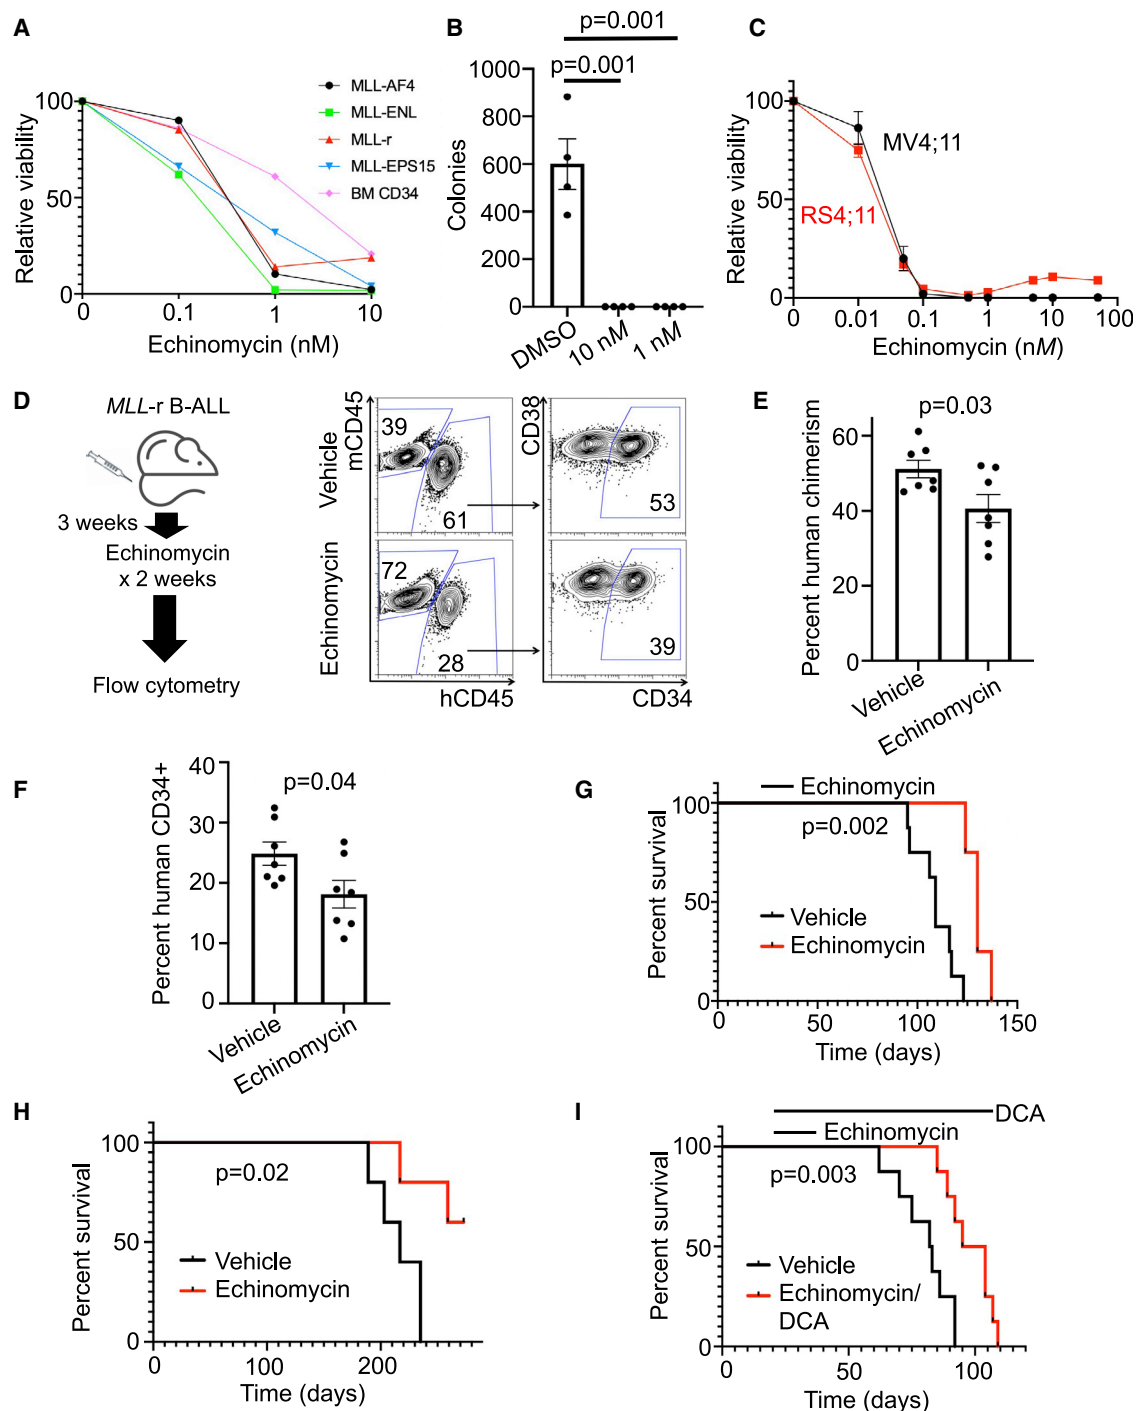 A
Relative viability
100
50
0
0
0.1
1
10
Echinomycin (nM)
MLL-AF4
MLL-ENL
MLL-r
MLL-EPS15
BM CD34
B
p=0.001
p=0.001
Colonies
1000
800
600
400
200
0
DMSO
10 nM
1 nM
C
Relative viability
100
50
0
MV4;11
RS4;11
0
0.01
0.1
1
10
100
Echinomycin (nM)
D
MLL-r B-ALL
3 weeks
Echinomycin
x 2 weeks
Flow cytometry
Vehicle
mCD45
39
61
CD38
53
Echinomycin
72
28
39
hCD45
CD34
E
p=0.03
Percent human chimerism
60
40
20
0
Vehicle
Echinomycin
F
p=0.04
Percent human CD34+
40
30
20
10
0
Vehicle
Echinomycin
G
Echinomycin
p=0.002
Percent survival
100
50
0
Vehicle
Echinomycin
0
50
100
150
Time (days)
H
p=0.02
Percent survival
100
50
0
Vehicle
Echinomycin
0
100
200
Time (days)
I
DCA
Echinomycin
p=0.003
Percent survival
100
50
0
Vehicle
Echinomycin/
DCA
0
50
100
Time (days)